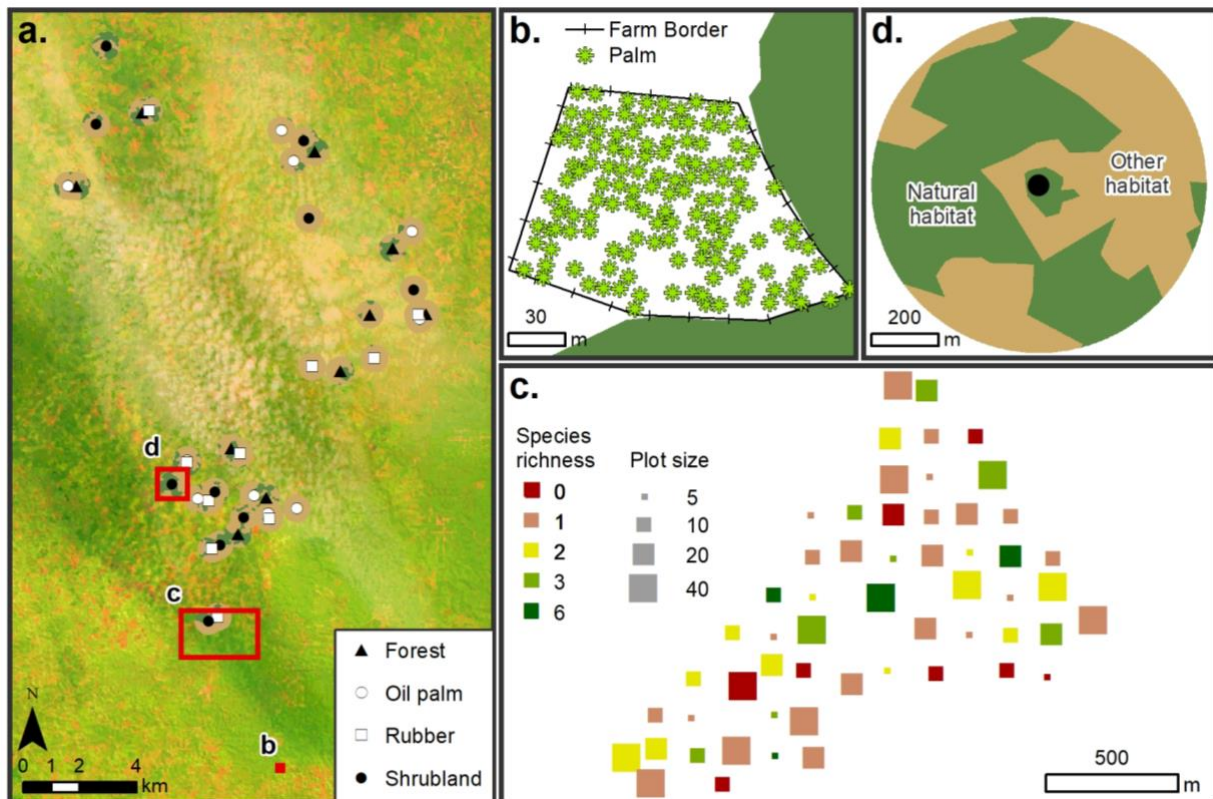 a.
d
c
b
N
0 1 2 4
km
Forest
Oil palm
Rubber
Shrubland
b.
Farm Border
Palm
30
m
d.
Natural
habitat
Other
habitat
200
m
c.
Species
richness
0
1
2
3
6
Plot size
5
10
20
40
500
m